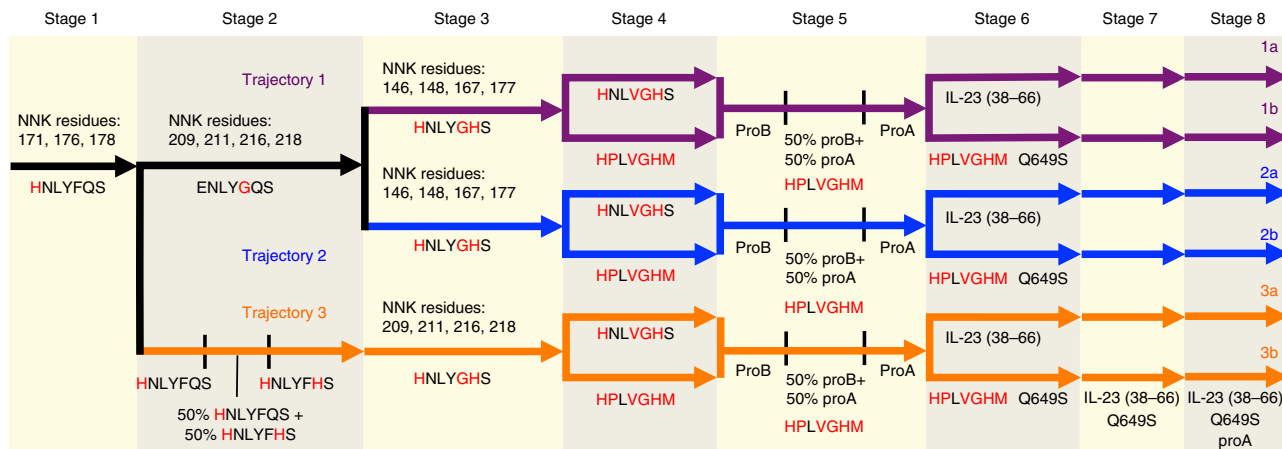 Stage 1
Stage 2
Stage 3
Stage 4
Stage 5
Stage 6
Stage 7
Stage 8
NNK residues:
171, 176, 178
HNLYFQS
Trajectory 1
NNK residues:
209, 211, 216, 218
ENLYGQS
Trajectory 2
Trajectory 3
HNLYFQS
HNLYFHS
50% HNLYFQS +
50% HNLYFHS
NNK residues:
146, 148, 167, 177
HNLYGHS
NNK residues:
146, 148, 167, 177
HNLYGHS
NNK residues:
209, 211, 216, 218
HNLYGHS
HNLVGHS
HPLVGHM
HNLVGHS
HPLVGHM
HNLVGHS
HPLVGHM
ProB
50% proB+
50% proA
ProA
HPLVGHM
ProB
50% proB+
50% proA
ProA
HPLVGHM
ProB
50% proB+
50% proA
ProA
HPLVGHM
IL-23 (38–66)
HPLVGHM Q649S
IL-23 (38–66)
HPLVGHM Q649S
IL-23 (38–66)
HPLVGHM Q649S
IL-23 (38–66)
Q649S
1a
1b
2a
2b
3a
3b
IL-23 (38–66)
Q649S
proA